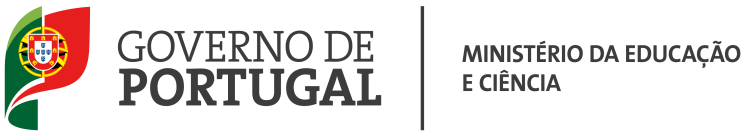 GOVERNO DE
PORTUGAL
MINISTÉRIO DA EDUCAÇÃO
E CIÊNCIA